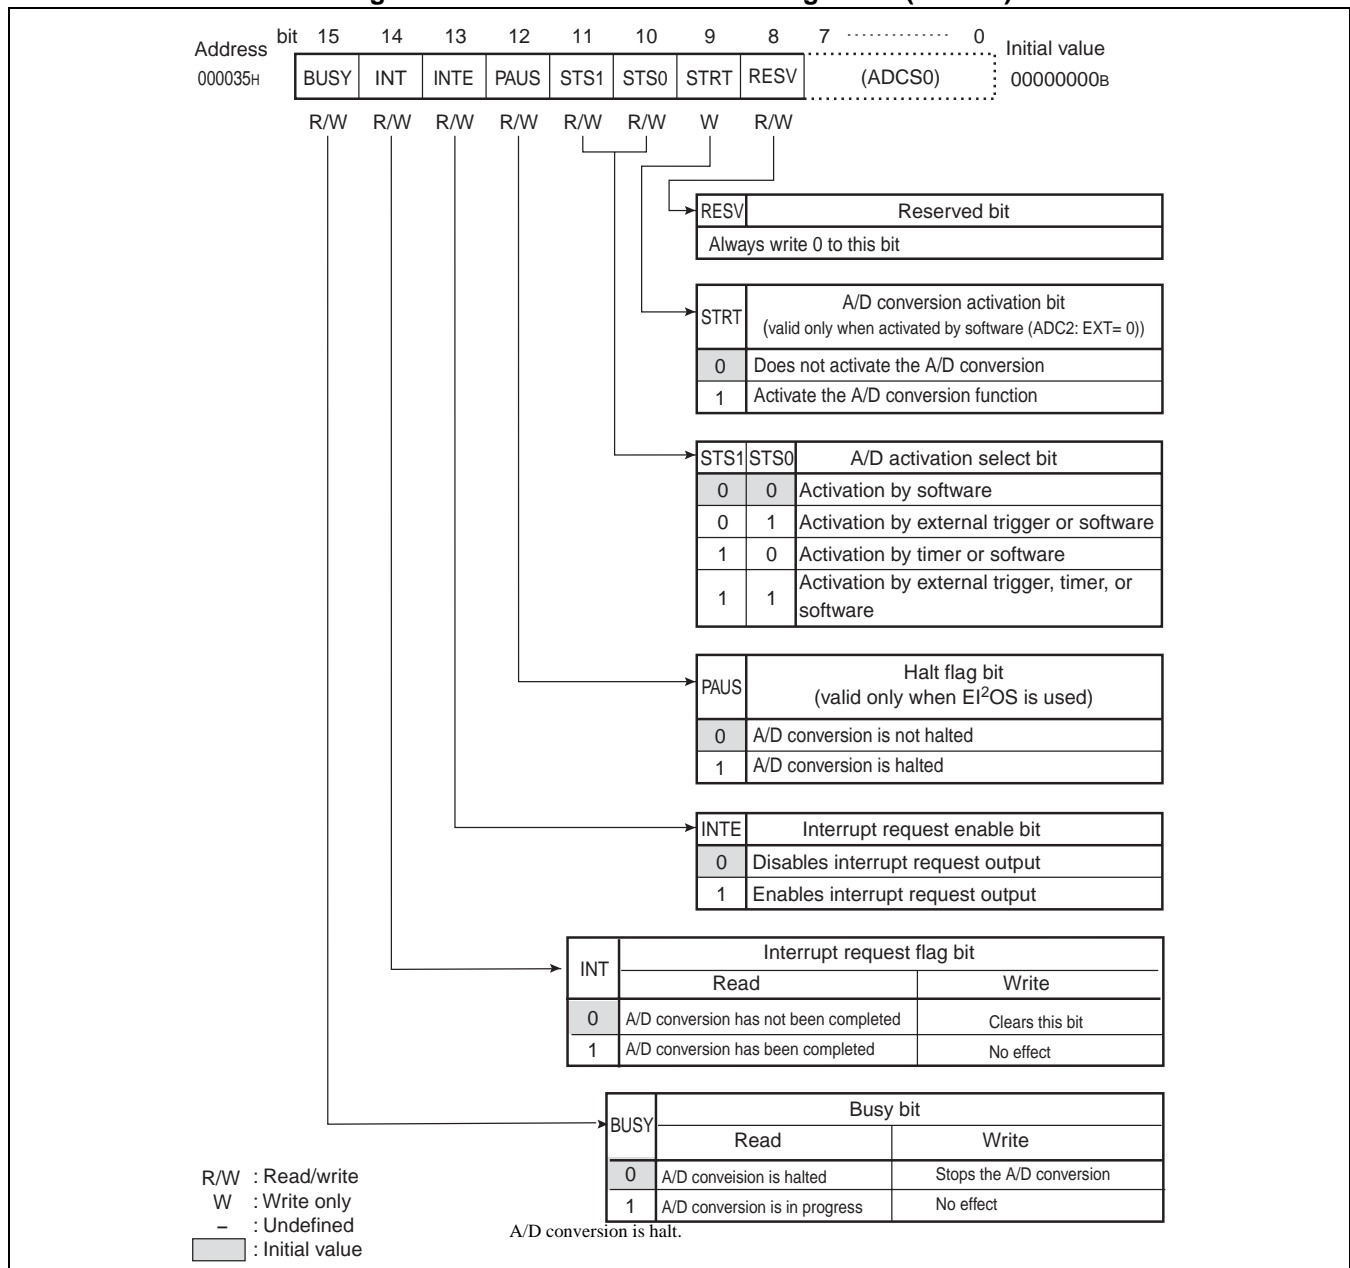 bit 15 14 13 12 11 10 9 8 7 ············· 0
Address Initial value
000035H BUSY INT INTE PAUS STS1 STS0 STRT RESV (ADCS0) 00000000B
R/W R/W R/W R/W R/W R/W W R/W
RESV Reserved bit
Always write 0 to this bit
STRT A/D conversion activation bit
(valid only when activated by software (ADC2: EXT= 0))
0 Does not activate the A/D conversion
1 Activate the A/D conversion function
STS1 STS0 A/D activation select bit
0 0 Activation by software
0 1 Activation by external trigger or software
1 0 Activation by timer or software
1 1 Activation by external trigger, timer, or
software
PAUS Halt flag bit
(valid only when EI²OS is used)
0 A/D conversion is not halted
1 A/D conversion is halted
INTE Interrupt request enable bit
0 Disables interrupt request output
1 Enables interrupt request output
INT Interrupt request flag bit
Read Write
0 A/D conversion has not been completed Clears this bit
1 A/D conversion has been completed No effect
BUSY Busy bit
Read Write
0 A/D conveision is halted Stops the A/D conversion
1 A/D conversion is in progress No effect
A/D conversion is halt.
R/W : Read/write
W : Write only
– : Undefined
: Initial value